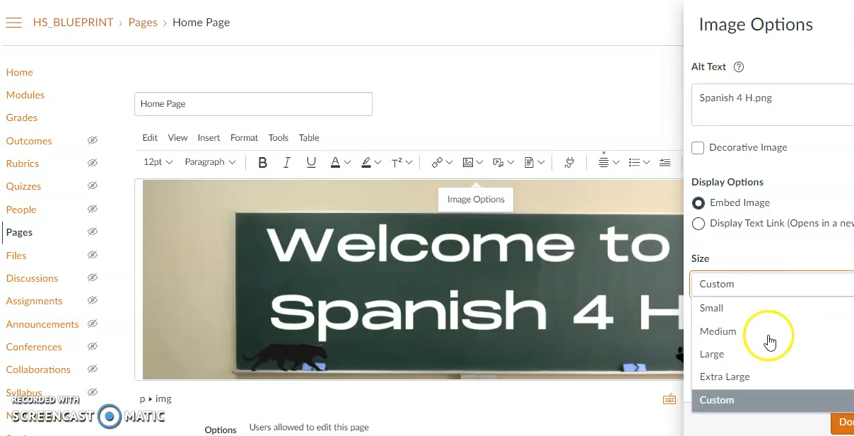 HS_BLUEPRINT › Pages › Home Page
Home
Modules
Grades
Outcomes
Rubrics
Quizzes
People
Pages
Files
Discussions
Assignments
Announcements
Conferences
Collaborations
Syllabus
RECORDED WITH
SCREENCAST MATIC
Home Page
Edit View Insert Format Tools Table
12pt Paragraph B I U A T²
Image Options
Welcome to
Spanish 4 H
p ▸ img
Options Users allowed to edit this page
Image Options
Alt Text ?
Spanish 4 H.png
Decorative Image
Display Options
Embed Image
Display Text Link (Opens in a new
Size
Custom
Small
Medium
Large
Extra Large
Custom